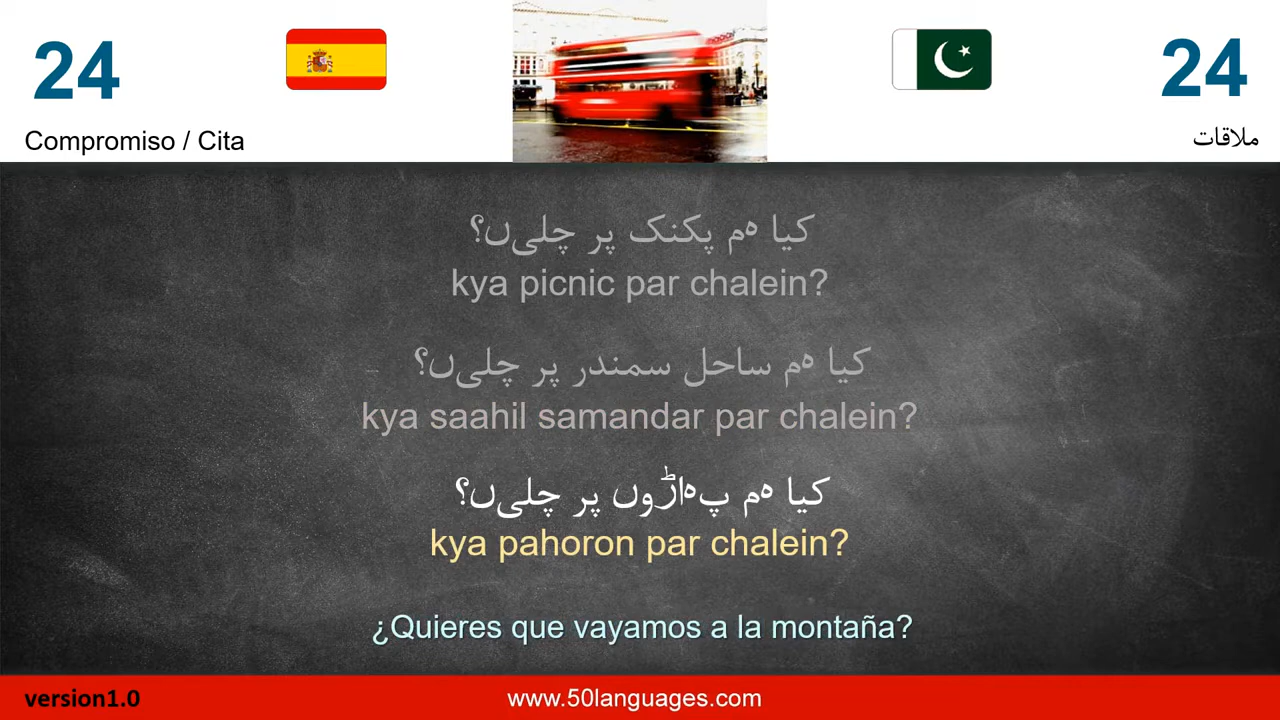 24
24
Compromiso / Cita
ملاقات
کیا ہم پکنک پر چلیں؟
kya picnic par chalein?
کیا ہم ساحل سمندر پر چلیں؟
kya saahil samandar par chalein?
کیا ہم پہاڑوں پر چلیں؟
kya pahoron par chalein?
¿Quieres que vayamos a la montaña?
version1.0
www.50languages.com